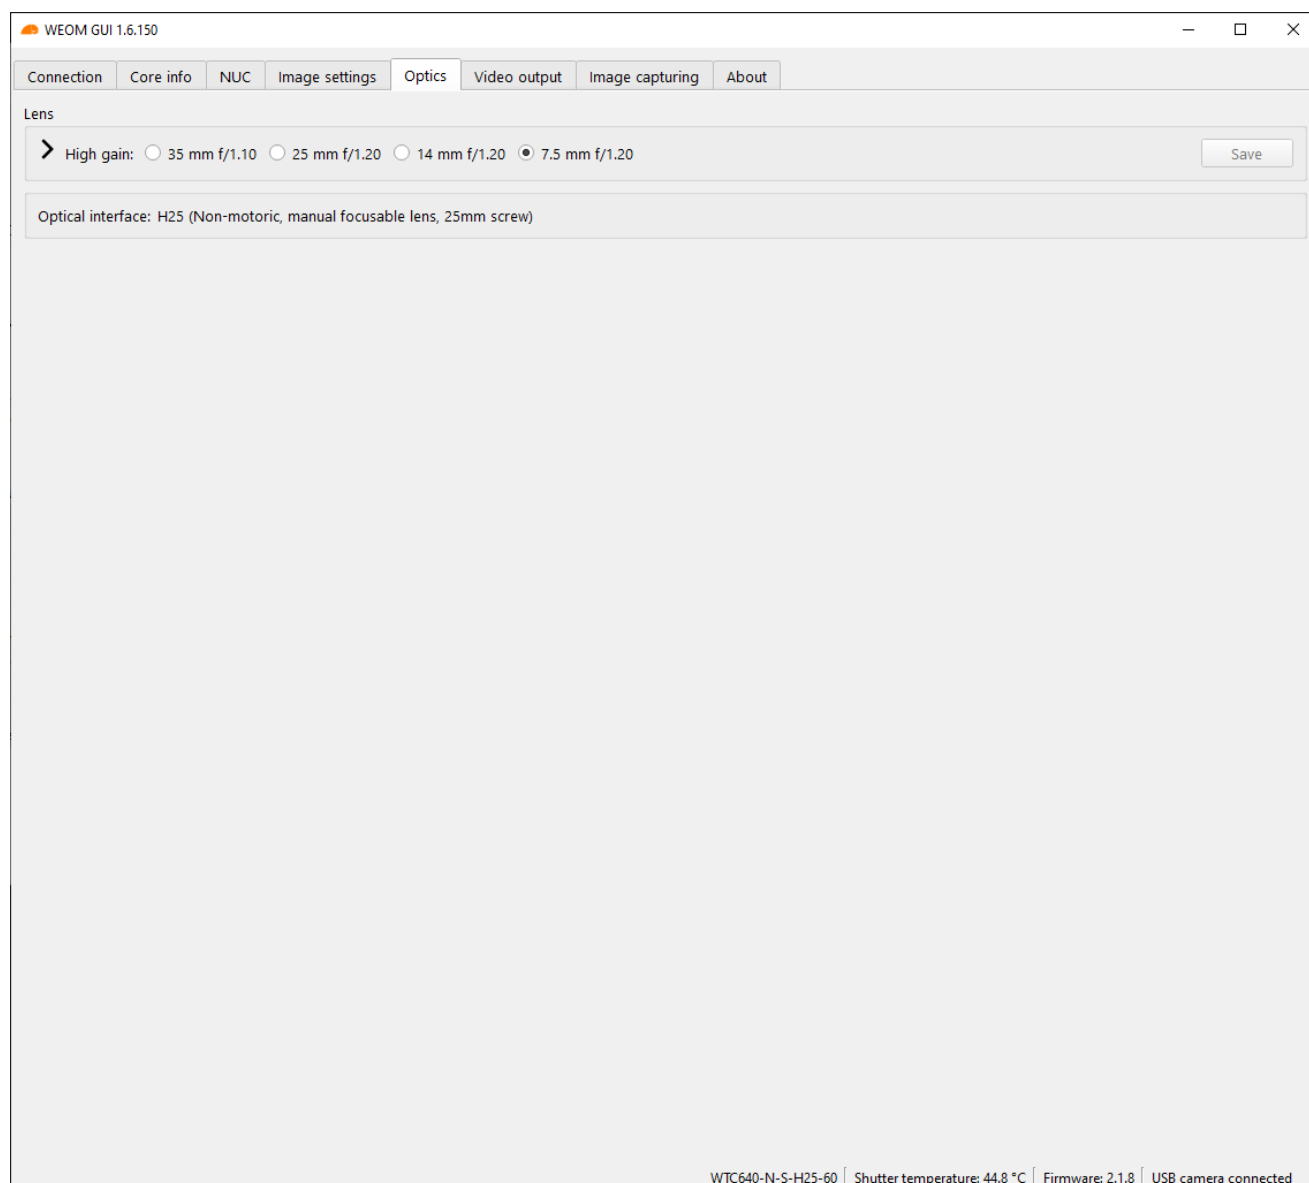 WEOM GUI 1.6.150
Connection Core info NUC Image settings Optics Video output Image capturing About
Lens
High gain: 35 mm f/1.10 25 mm f/1.20 14 mm f/1.20 7.5 mm f/1.20 Save
Optical interface: H25 (Non-motoric, manual focusable lens, 25mm screw)
WTC640-N-S-H25-60 Shutter temperature: 44.8 °C Firmware: 2.1.8 USB camera connected